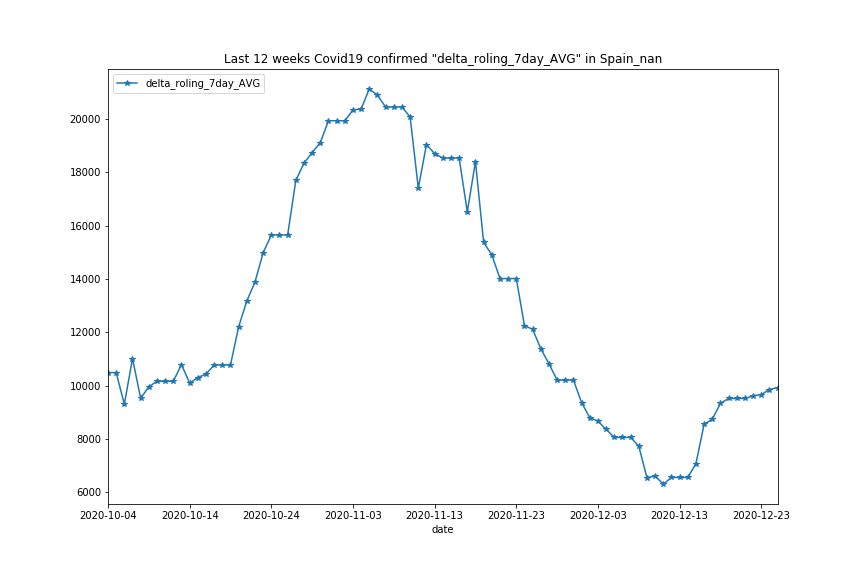 Last 12 weeks Covid19 confirmed "delta_roling_7day_AVG" in Spain_nan
delta_roling_7day_AVG
20000
18000
16000
14000
12000
10000
8000
6000
2020-10-04 2020-10-14 2020-10-24 2020-11-03 2020-11-13 2020-11-23 2020-12-03 2020-12-13 2020-12-23
date